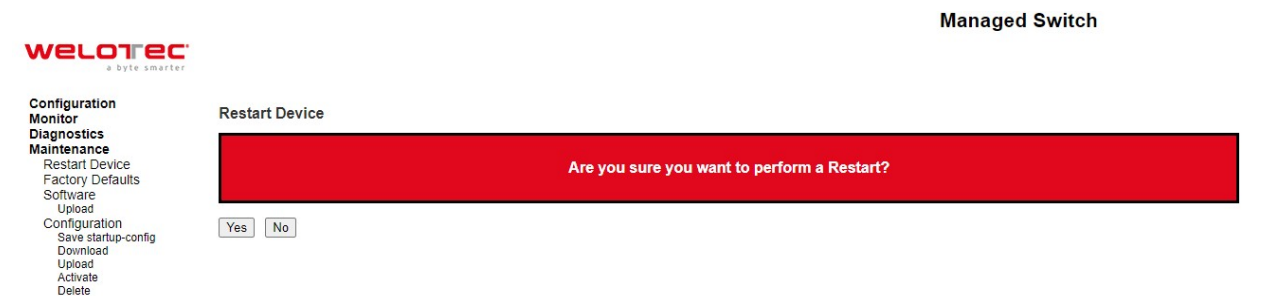 Managed Switch
WELOTEC
a byte smarter
Configuration
Monitor
Diagnostics
Maintenance
Restart Device
Factory Defaults
Software
Upload
Configuration
Save startup-config
Download
Upload
Activate
Delete
Restart Device
Are you sure you want to perform a Restart?
Yes No